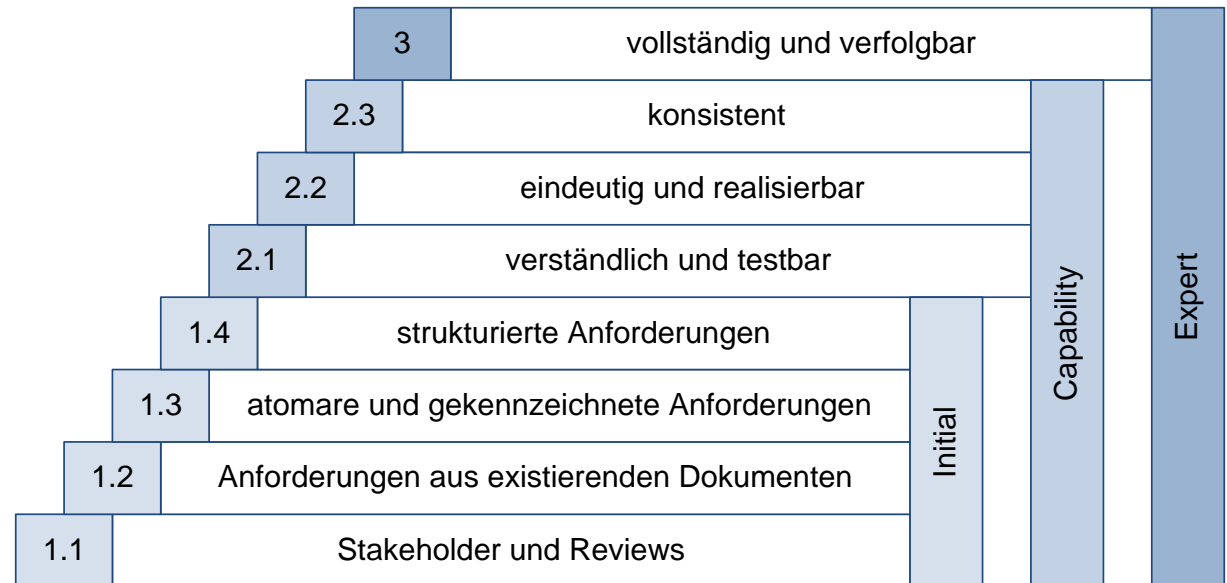 3 vollständig und verfolgbar
2.3 konsistent
2.2 eindeutig und realisierbar
2.1 verständlich und testbar
1.4 strukturierte Anforderungen
1.3 atomare und gekennzeichnete Anforderungen
1.2 Anforderungen aus existierenden Dokumenten
1.1 Stakeholder und Reviews
Initial
Capability
Expert